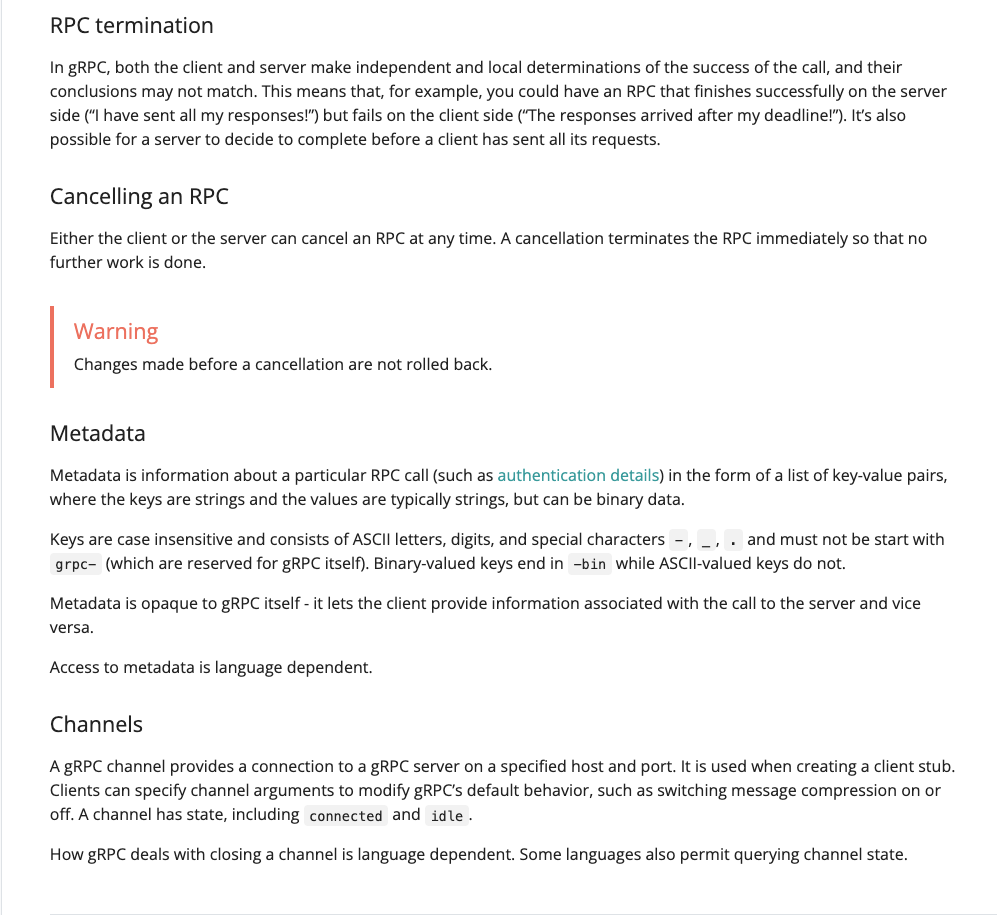 RPC termination
In gRPC, both the client and server make independent and local determinations of the success of the call, and their
conclusions may not match. This means that, for example, you could have an RPC that finishes successfully on the server
side (“I have sent all my responses!”) but fails on the client side (“The responses arrived after my deadline!”). It’s also
possible for a server to decide to complete before a client has sent all its requests.
Cancelling an RPC
Either the client or the server can cancel an RPC at any time. A cancellation terminates the RPC immediately so that no
further work is done.
Warning
Changes made before a cancellation are not rolled back.
Metadata
Metadata is information about a particular RPC call (such as authentication details) in the form of a list of key-value pairs,
where the keys are strings and the values are typically strings, but can be binary data.
Keys are case insensitive and consists of ASCII letters, digits, and special characters -, _, . and must not be start with
grpc- (which are reserved for gRPC itself). Binary-valued keys end in -bin while ASCII-valued keys do not.
Metadata is opaque to gRPC itself - it lets the client provide information associated with the call to the server and vice
versa.
Access to metadata is language dependent.
Channels
A gRPC channel provides a connection to a gRPC server on a specified host and port. It is used when creating a client stub.
Clients can specify channel arguments to modify gRPC’s default behavior, such as switching message compression on or
off. A channel has state, including connected and idle.
How gRPC deals with closing a channel is language dependent. Some languages also permit querying channel state.